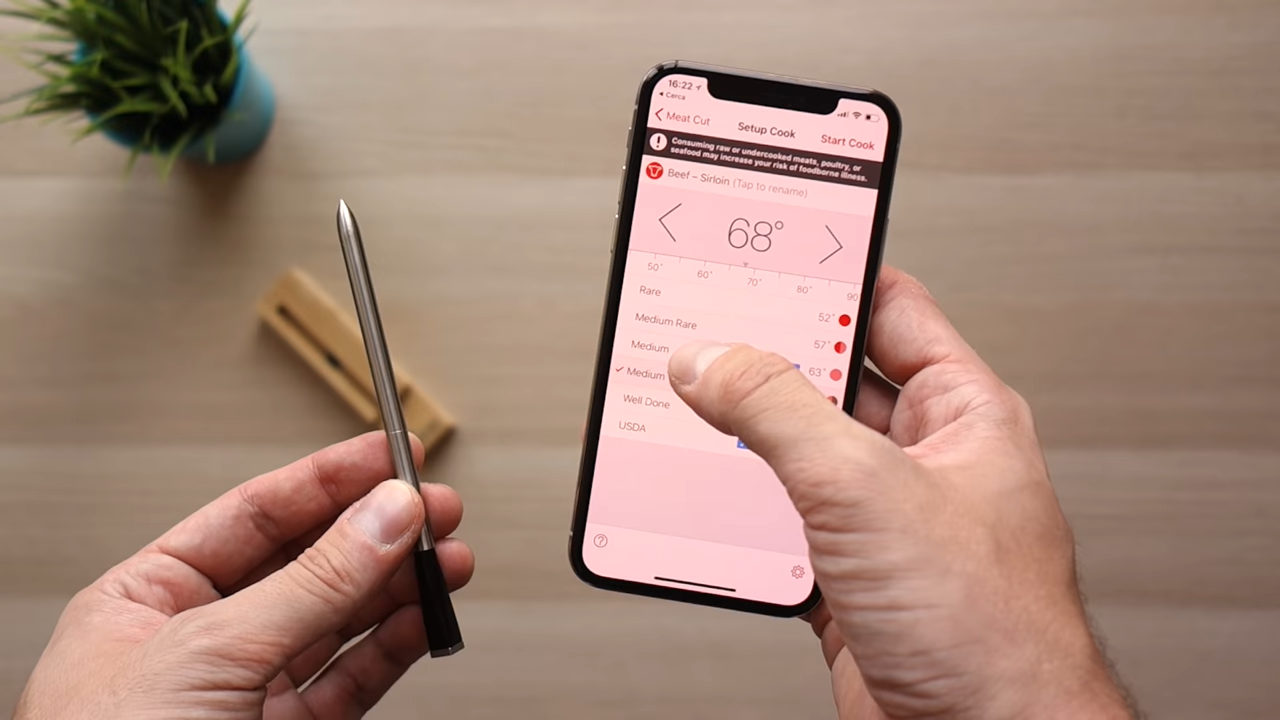 16:22
Cerca
Meat Cut
Setup Cook
Start Cook
Consuming raw or undercooked meats, poultry, or
seafood may increase your risk of foodborne illness.
Beef – Sirloin (Tap to rename)
68°
50° 60° 70° 80° 90
Rare 52°
Medium Rare 57°
Medium 63°
Medium
Well Done
USDA